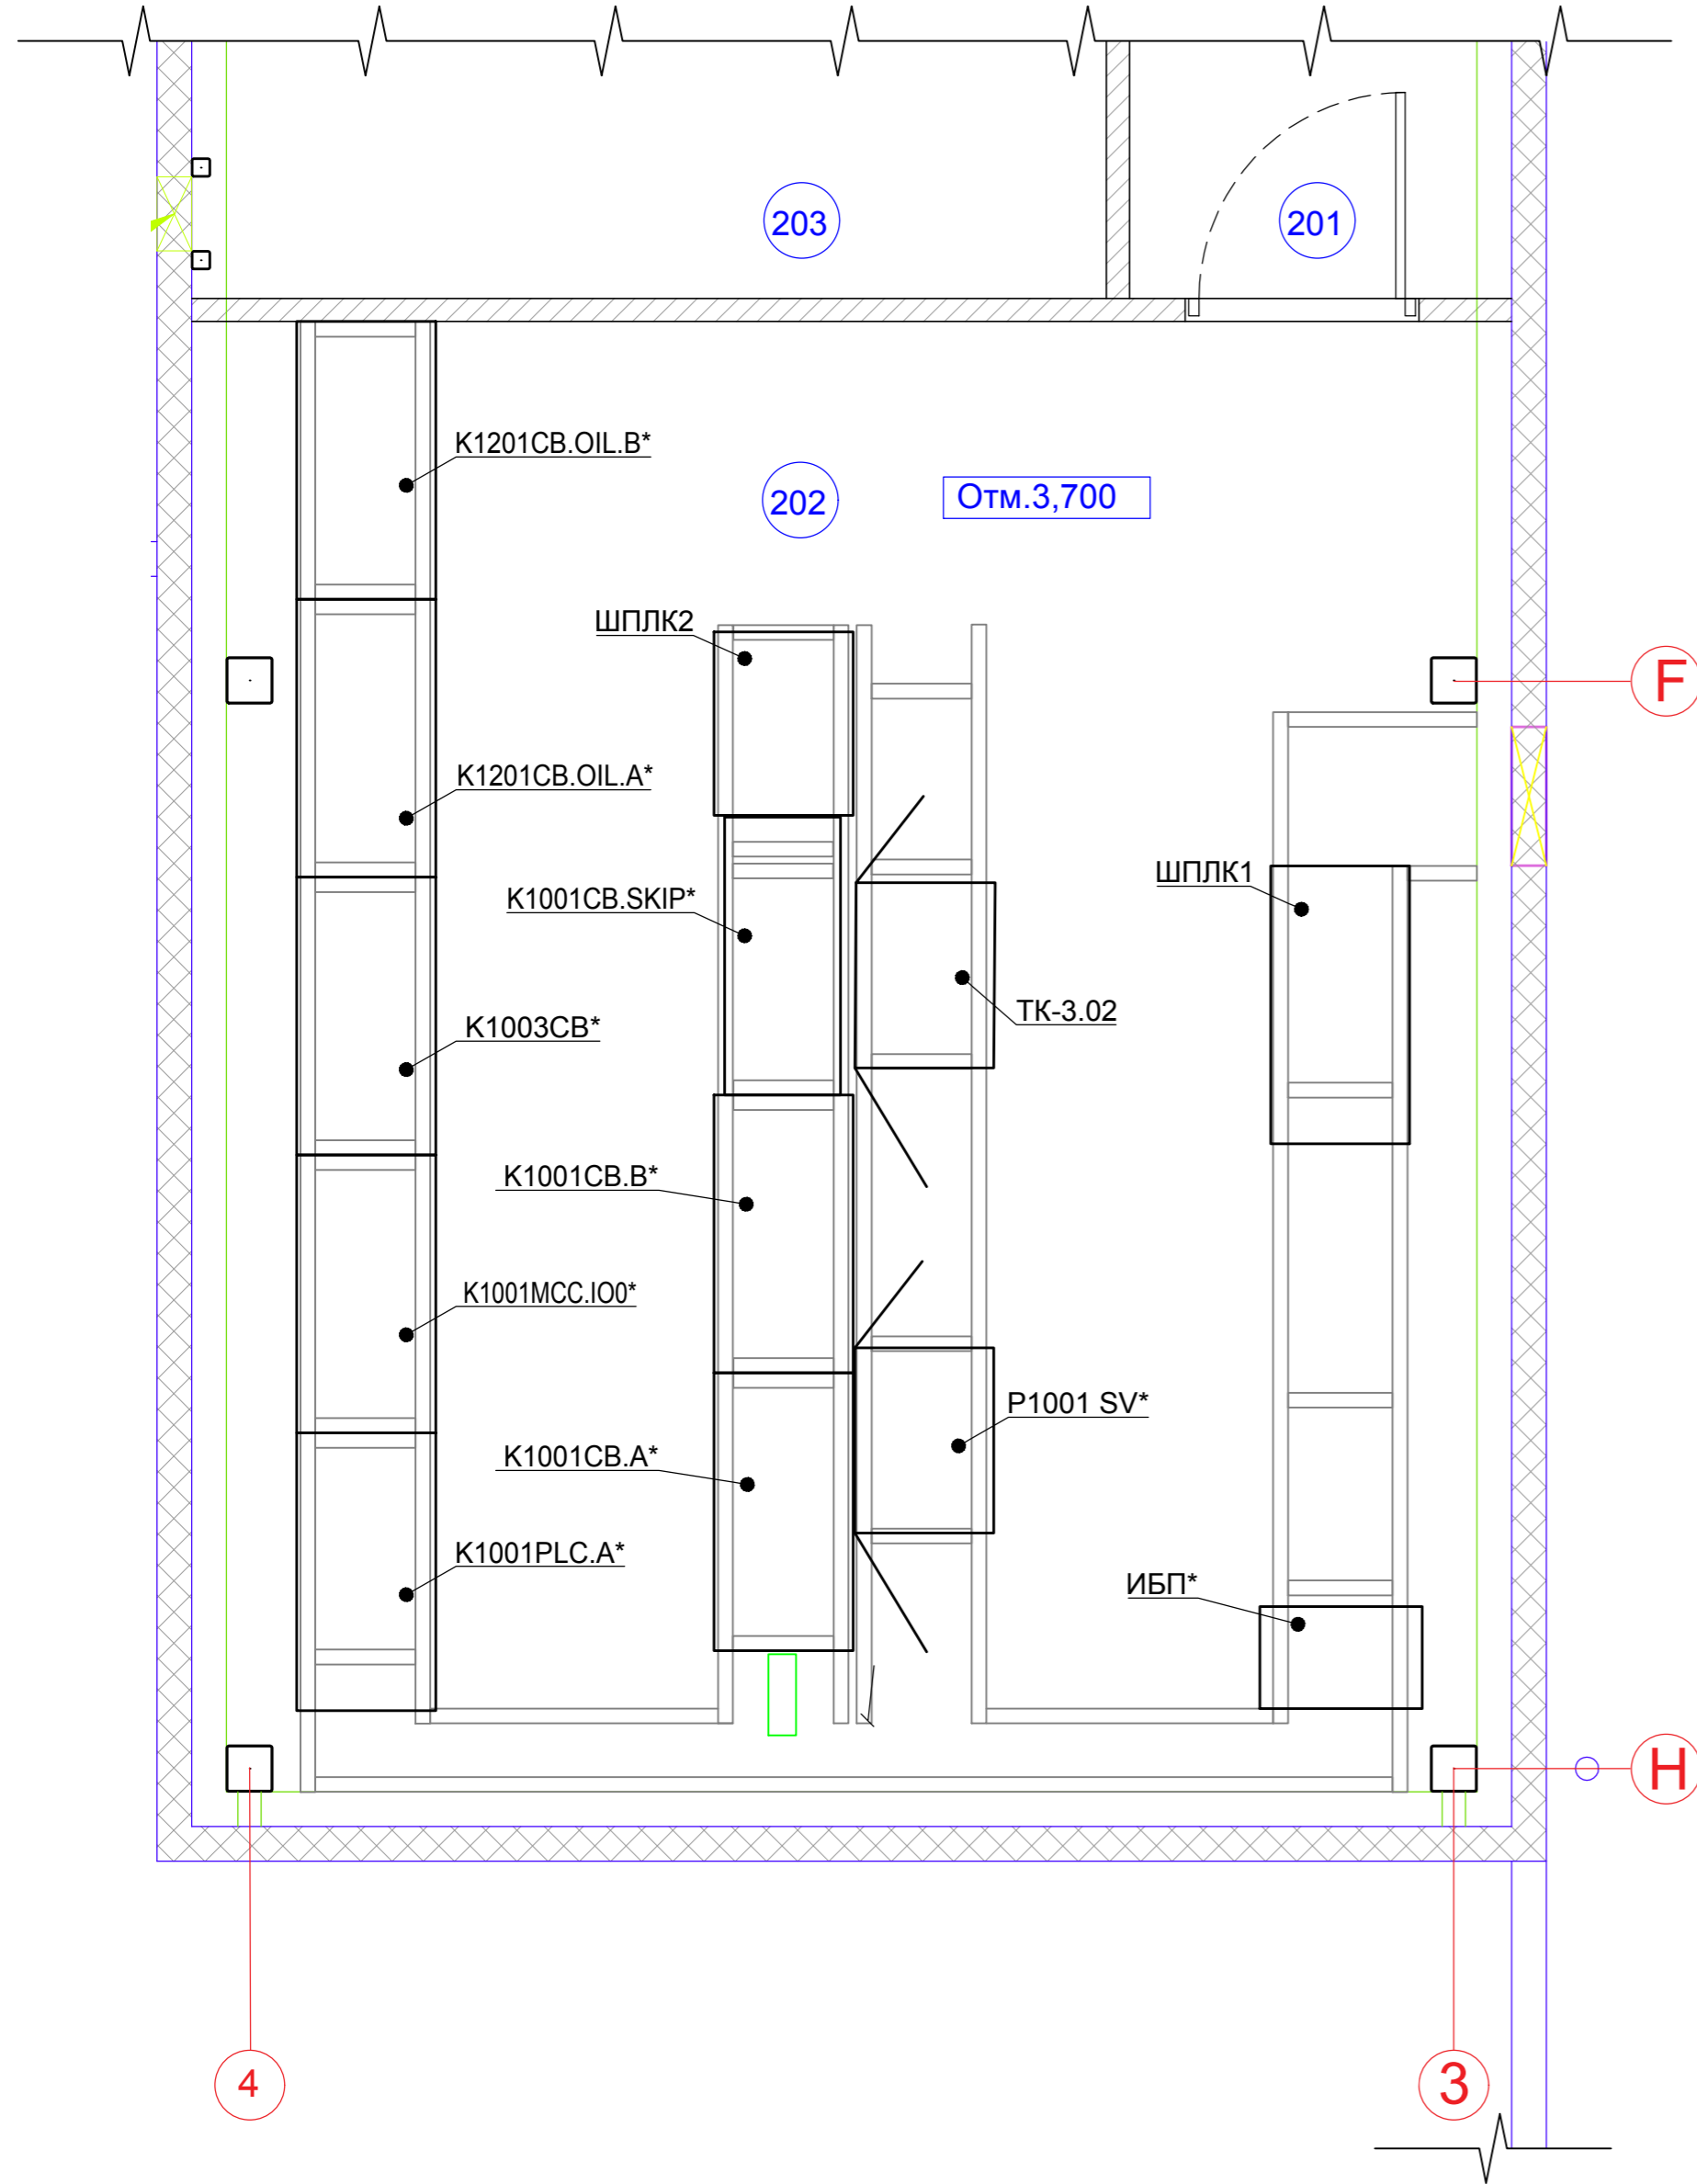 203
201
K1201CB.OIL.B*
202
Отм.3,700
ШПЛК2
F
K1201CB.OIL.A*
ШПЛК1
K1001CB.SKIP*
ТК-3.02
K1003CB*
K1001CB.B*
K1001MCC.IO0*
P1001 SV*
K1001CB.A*
K1001PLC.A*
ИБП*
H
4
3